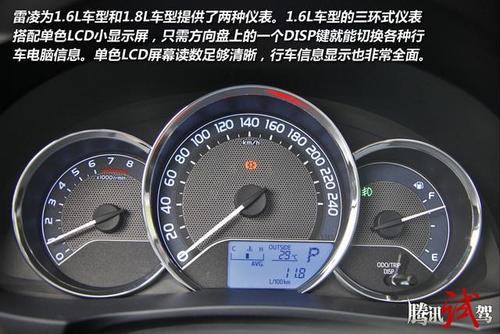 雷凌为1.6L车型和1.8L车型提供了两种仪表。1.6L车型的三环式仪表
搭配单色LCD小显示屏，只需方向盘上的一个DISP键就能切换各种行
车电脑信息。单色LCD屏幕读数足够清晰，行车信息显示也非常全面。
0 1 2 3 4 5 6 7 8
x1000r/min
0 20 40 60 80 100 120 140 160 180 200 220 240
km/h
C H
OUTSIDE
29°C
P
AVG.
11.8
L/100km
F
E
ODO/TRIP
DISP
腾讯试驾